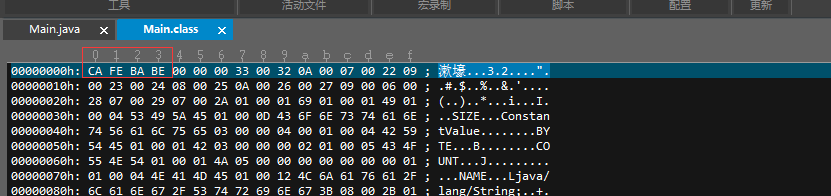 工具 活动文件 宏录制 脚本 配置 更新
Main.java Main.class
0 1 2 3 4 5 6 7 8 9 a b c d e f
00000000h: CA FE BA BE 00 00 00 33 00 32 0A 00 07 00 22 09 ; 漱壕...3.2....".
00000010h: 00 23 00 24 08 00 25 0A 00 26 00 27 09 00 06 00 ; .#.$..%..&.'....
00000020h: 28 07 00 29 07 00 2A 01 00 01 69 01 00 01 49 01 ; (..)..*...i...I.
00000030h: 00 04 53 49 5A 45 01 00 0D 43 6F 6E 73 74 61 6E ; ..SIZE...Constan
00000040h: 74 56 61 6C 75 65 03 00 00 04 00 01 00 04 42 59 ; tValue........BY
00000050h: 54 45 01 00 01 42 03 00 00 00 02 01 00 05 43 4F ; TE...B........CO
00000060h: 55 4E 54 01 00 01 4A 05 00 00 00 00 00 00 00 00 ; UNT...J.........
00000070h: 01 00 04 4E 41 4D 45 01 00 12 4C 6A 61 76 61 2F ; ...NAME...Ljava/
00000080h: 6C 61 6E 67 2F 53 74 72 69 6E 67 3B 08 00 2B 01 ; lang/String;..+.